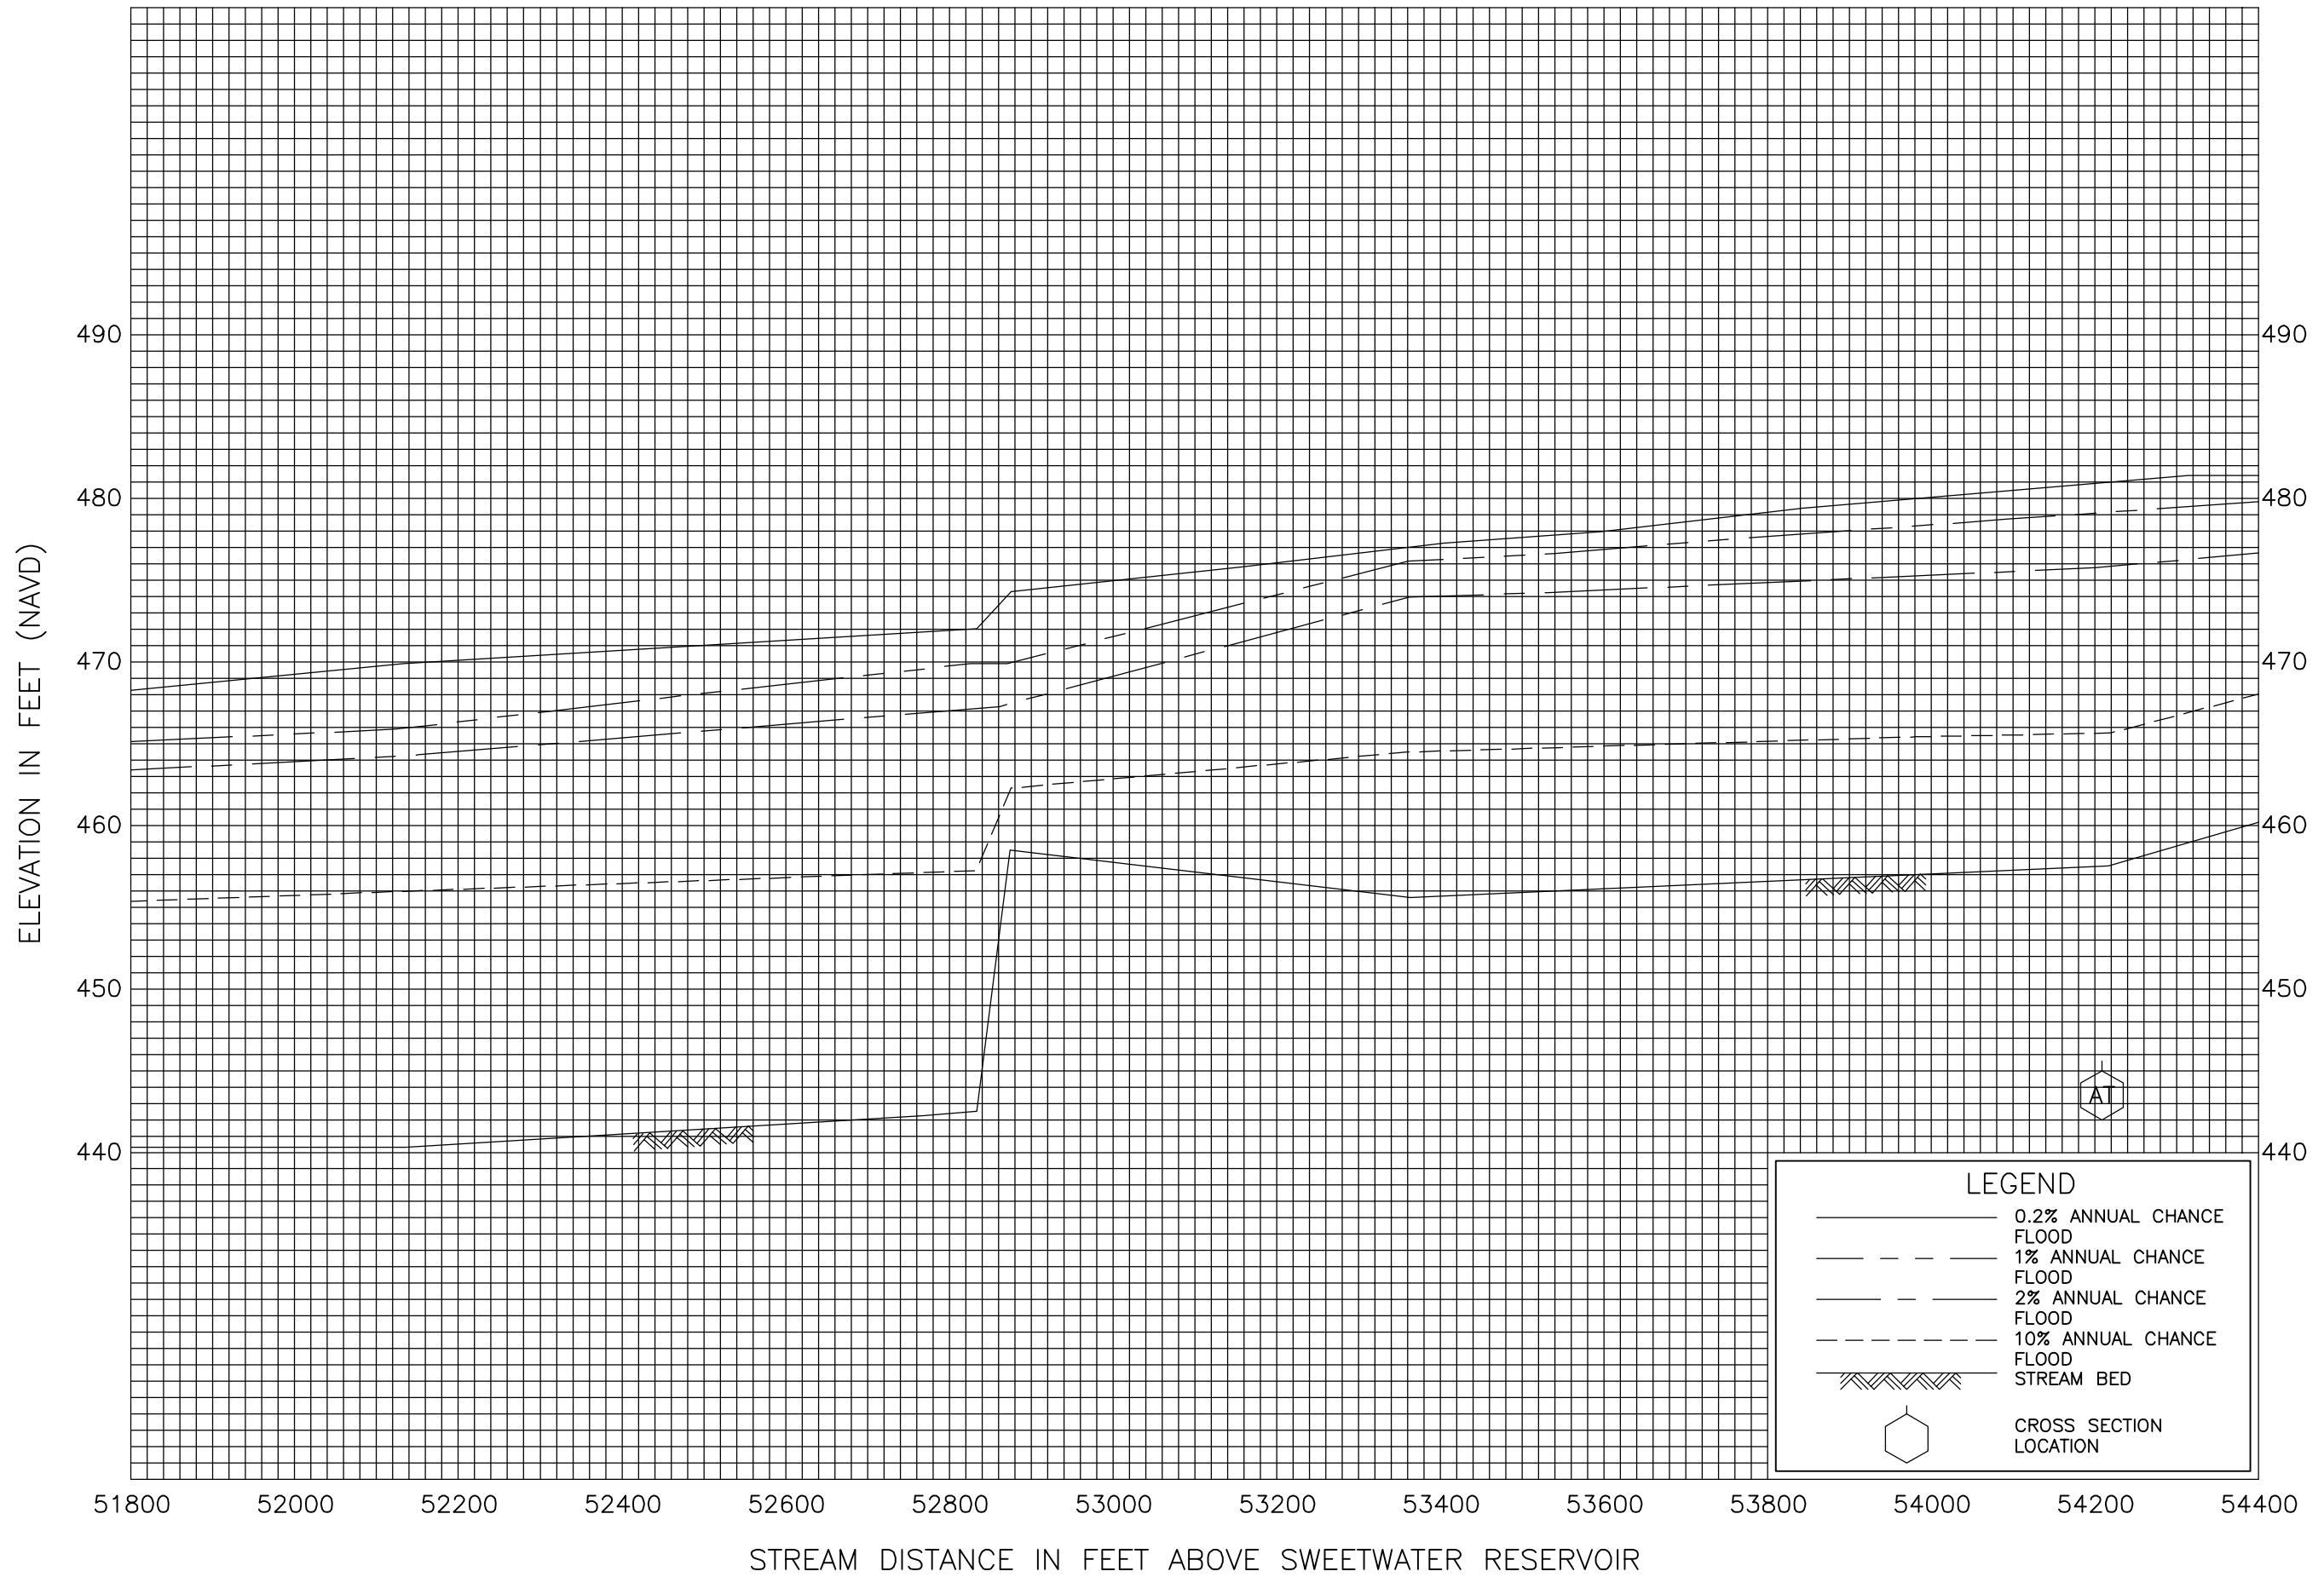 ELEVATION IN FEET (NAVD)
490 490
480 480
470 470
460 460
450 450
AT
440 440
LEGEND
0.2% ANNUAL CHANCE
FLOOD
1% ANNUAL CHANCE
FLOOD
2% ANNUAL CHANCE
FLOOD
10% ANNUAL CHANCE
FLOOD
STREAM BED
CROSS SECTION
LOCATION
51800 52000 52200 52400 52600 52800 53000 53200 53400 53600 53800 54000 54200 54400
STREAM DISTANCE IN FEET ABOVE SWEETWATER RESERVOIR